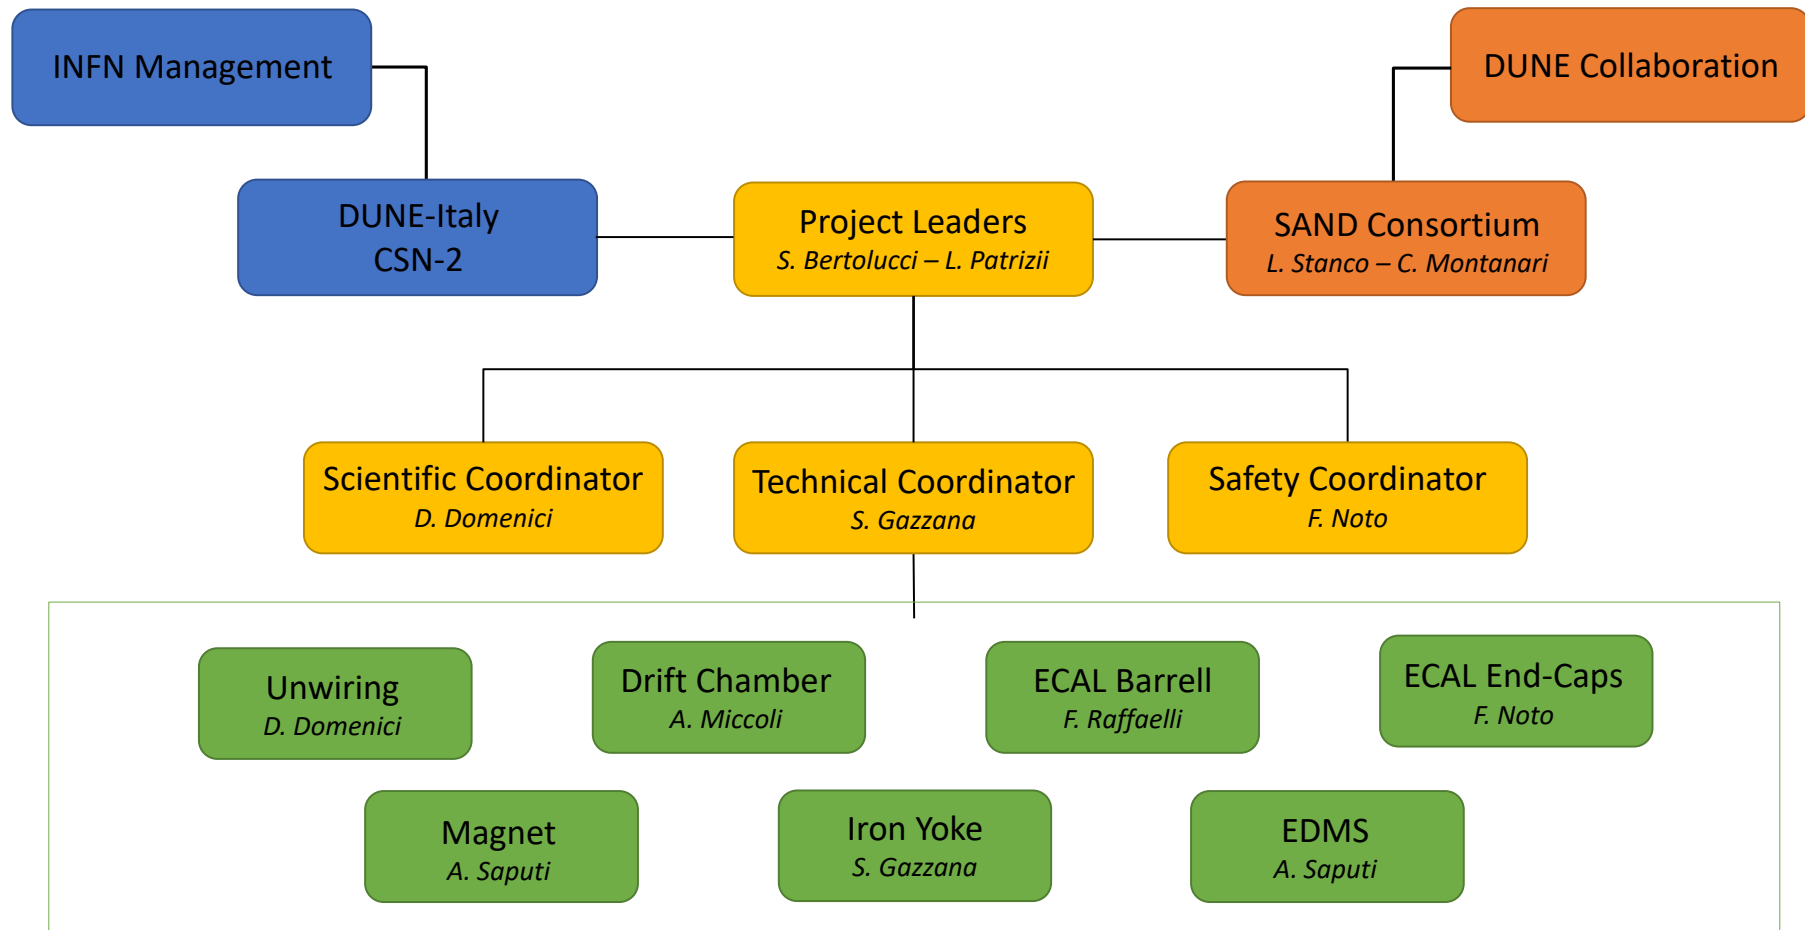 INFN Management
DUNE Collaboration
DUNE-Italy
CSN-2
Project Leaders
S. Bertolucci – L. Patrizii
SAND Consortium
L. Stanco – C. Montanari
Scientific Coordinator
D. Domenici
Technical Coordinator
S. Gazzana
Safety Coordinator
F. Noto
Unwiring
D. Domenici
Drift Chamber
A. Miccoli
ECAL Barrell
F. Raffaelli
ECAL End-Caps
F. Noto
Magnet
A. Saputi
Iron Yoke
S. Gazzana
EDMS
A. Saputi